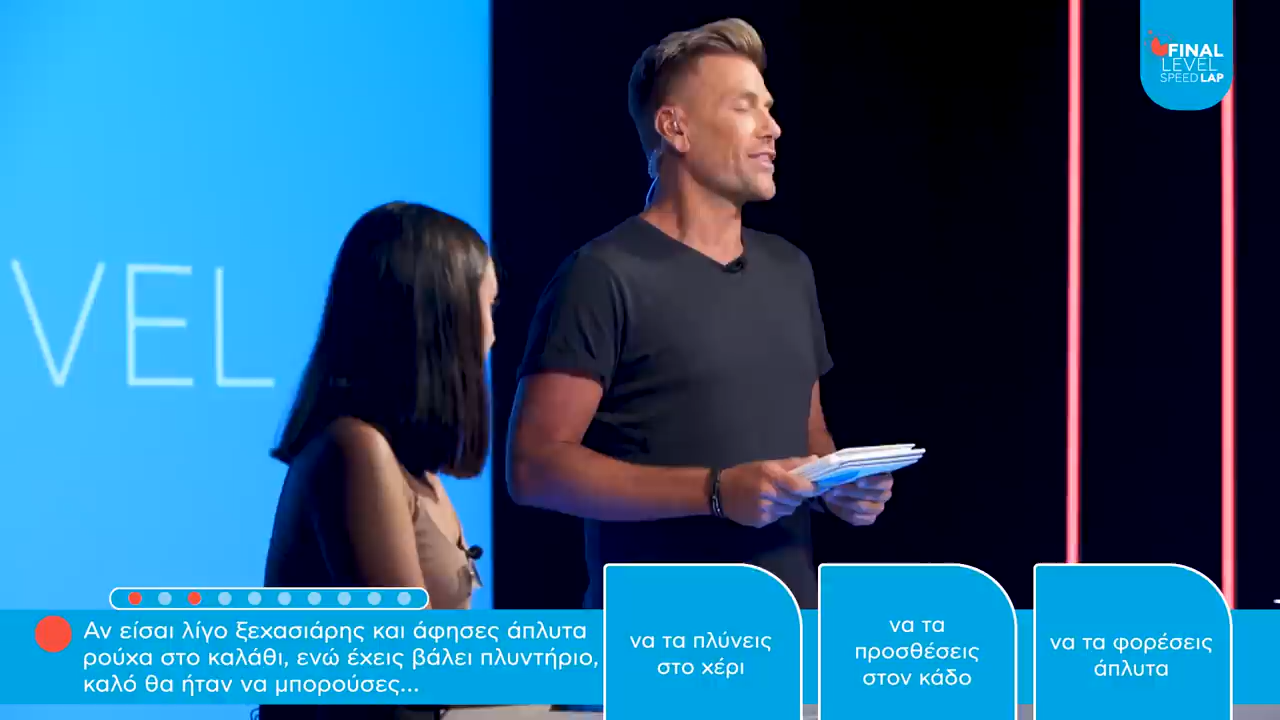 FINAL
LEVEL
SPEED LAP
VEL
Αν είσαι λίγο ξεχασιάρης και άφησες άπλυτα
ρούχα στο καλάθι, ενώ έχεις βάλει πλυντήριο,
καλό θα ήταν να μπορούσες...
να τα πλύνεις
στο χέρι
να τα
προσθέσεις
στον κάδο
να τα φορέσεις
άπλυτα